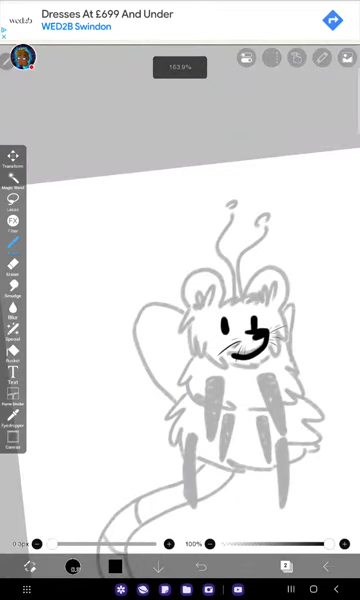 WED2B
Dresses At £699 And Under
WED2B Swindon
163.9%
Transform
Magic Wand
Lasso
FX
Filter
Eraser
Smudge
Blur
Special
Bucket
T
Text
Frame Divider
Eyedropper
Canvas
100%
2